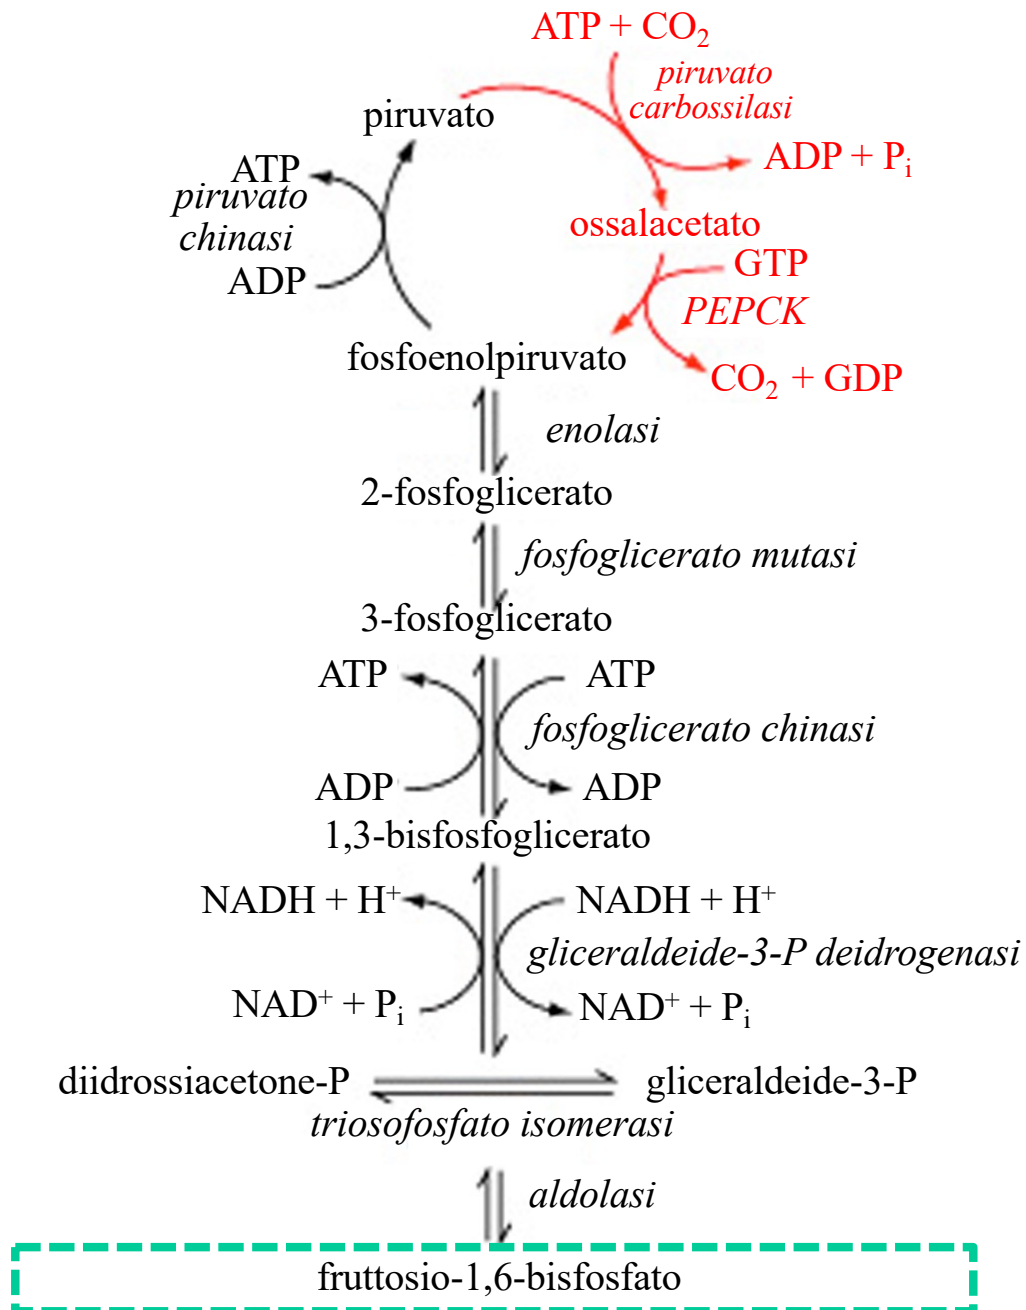 ATP + CO₂
piruvato
carbossilasi
piruvato
ADP + Pᵢ
ATP
piruvato
chinasi
ADP
ossalacetato
GTP
PEPCK
fosfoenolpiruvato
CO₂ + GDP
enolasi
2-fosfoglicerato
fosfoglicerato mutasi
3-fosfoglicerato
ATP ATP
fosfoglicerato chinasi
ADP ADP
1,3-bisfosfoglicerato
NADH + H⁺ NADH + H⁺
gliceraldeide-3-P deidrogenasi
NAD⁺ + Pᵢ NAD⁺ + Pᵢ
diidrossiacetone-P gliceraldeide-3-P
triosofosfato isomerasi
aldolasi
fruttosio-1,6-bisfosfato